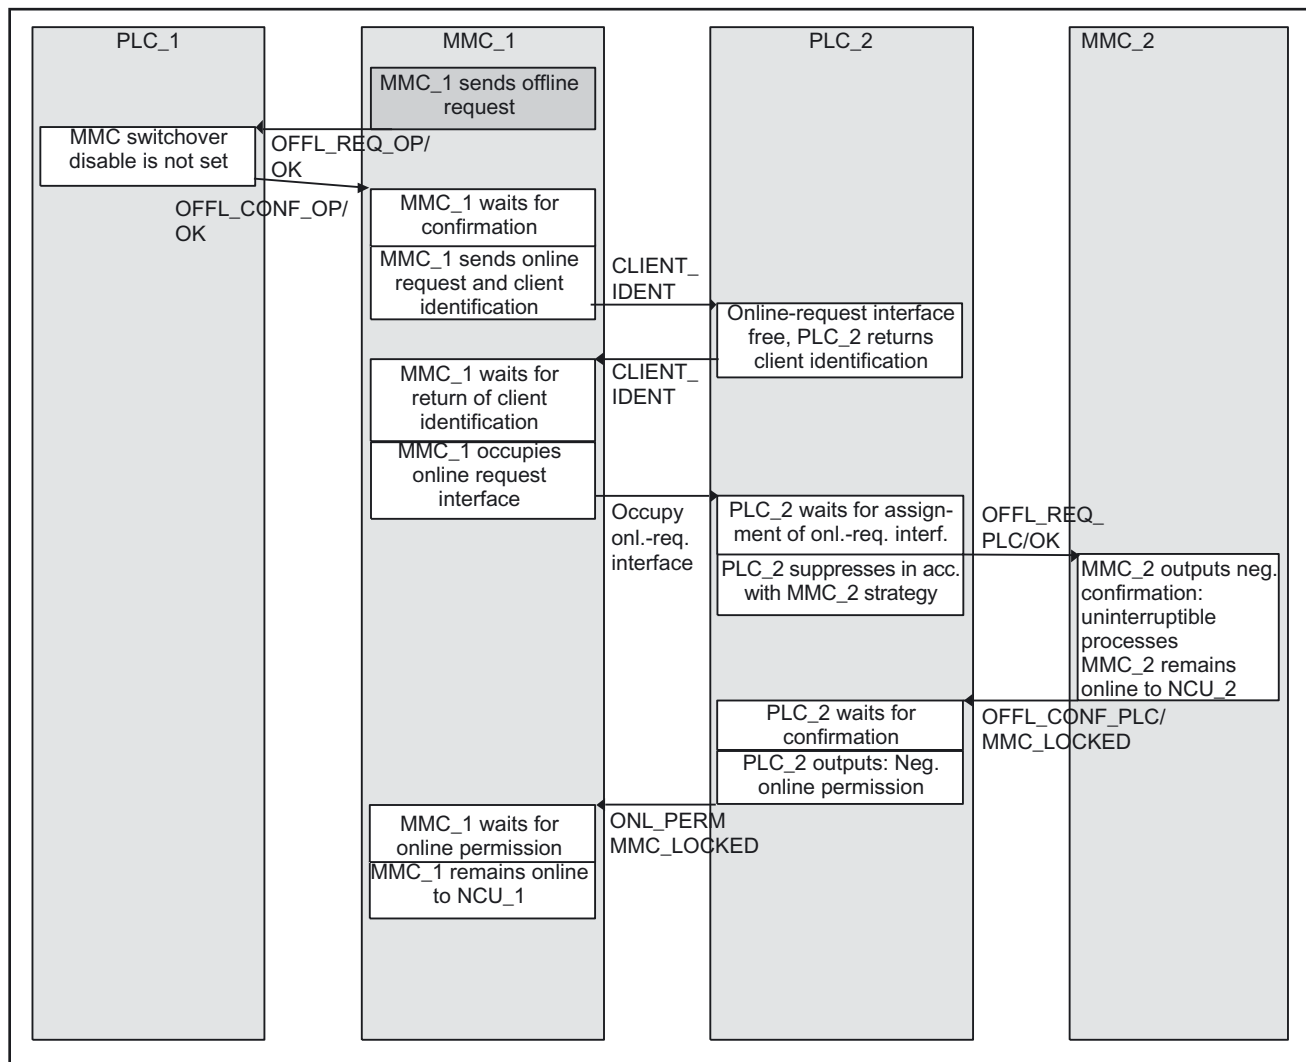 PLC_1
MMC_1
PLC_2
MMC_2
MMC_1 sends offline
request
MMC switchover
disable is not set
OFFL_REQ_OP/
OK
OFFL_CONF_OP/
OK
MMC_1 waits for
confirmation
MMC_1 sends online
request and client
identification
CLIENT_
IDENT
Online-request interface
free, PLC_2 returns
client identification
CLIENT_
IDENT
MMC_1 waits for
return of client
identification
MMC_1 occupies
online request
interface
Occupy
onl.-req.
interface
PLC_2 waits for assign-
ment of onl.-req. interf.
OFFL_REQ_
PLC/OK
PLC_2 suppresses in acc.
with MMC_2 strategy
MMC_2 outputs neg.
confirmation:
uninterruptible
processes
MMC_2 remains
online to NCU_2
OFFL_CONF_PLC/
MMC_LOCKED
PLC_2 waits for
confirmation
PLC_2 outputs: Neg.
online permission
ONL_PERM
MMC_LOCKED
MMC_1 waits for
online permission
MMC_1 remains online
to NCU_1